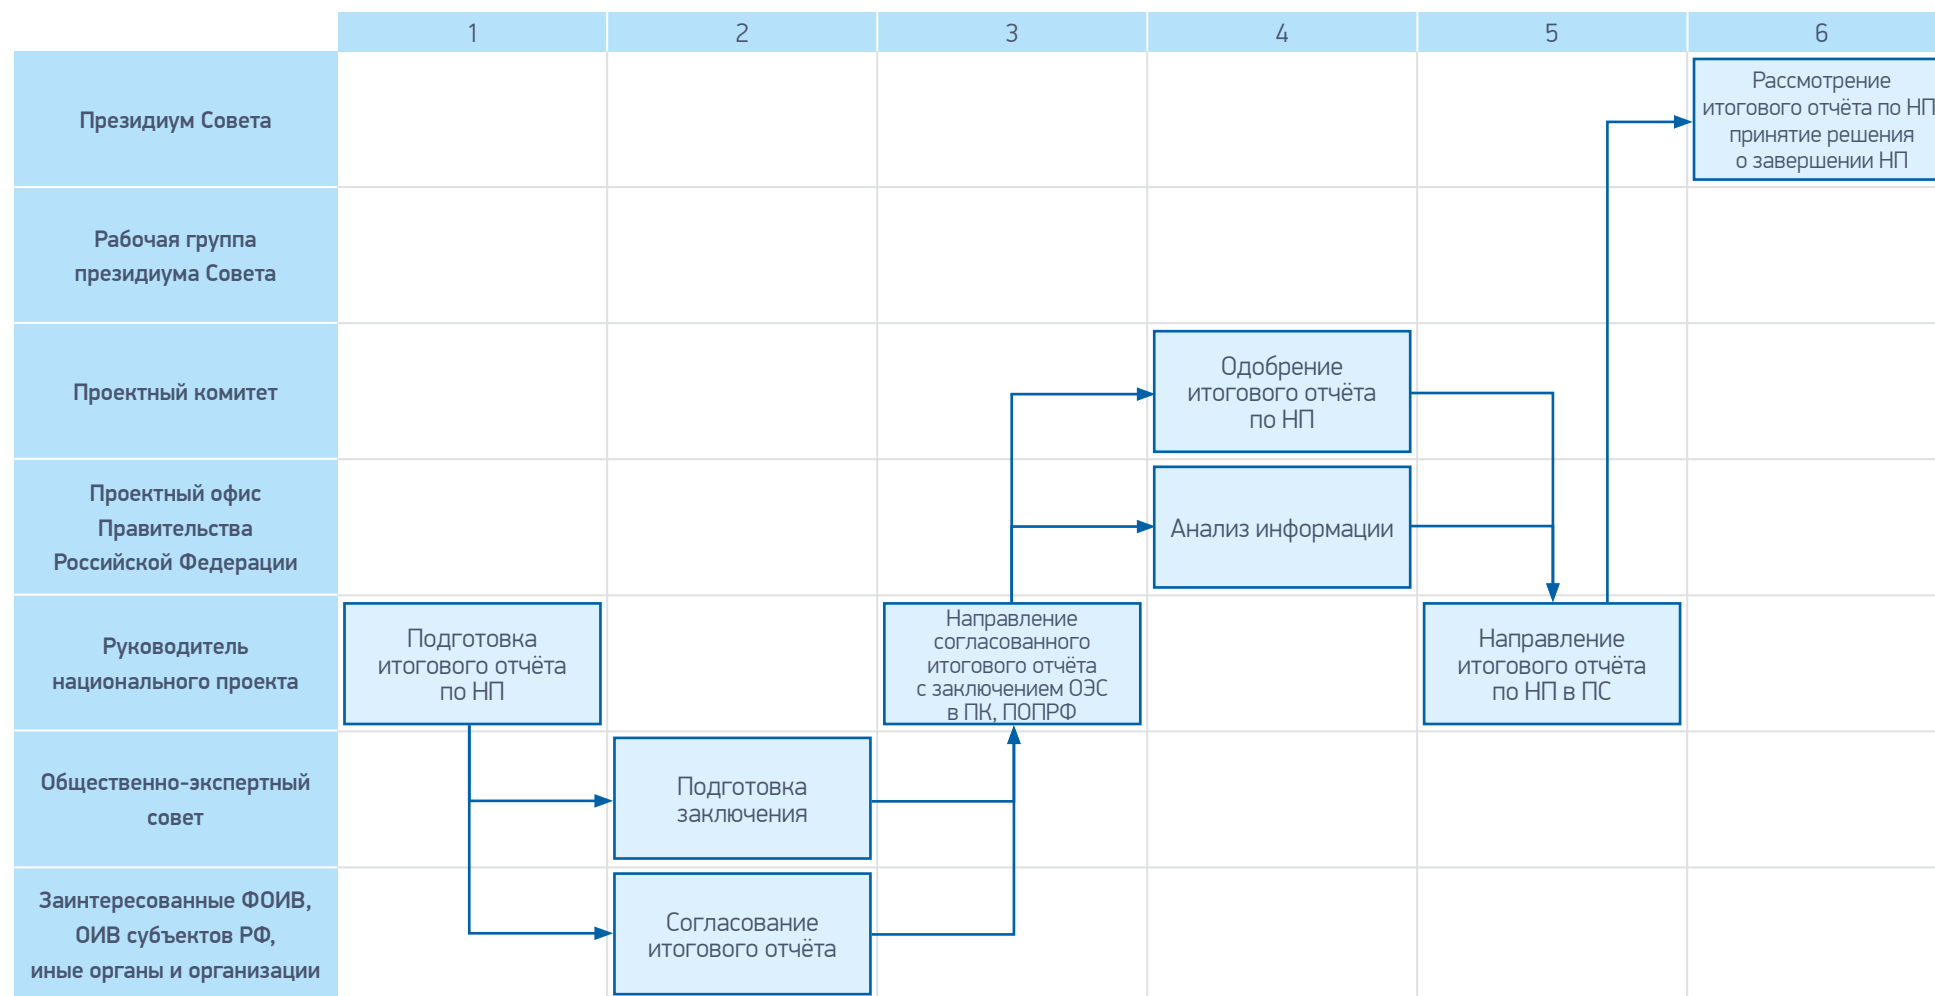 1 2 3 4 5 6
Президиум Совета
Рассмотрение
итогового отчёта по НП
принятие решения
о завершении НП
Рабочая группа
президиума Совета
Проектный комитет
Одобрение
итогового отчёта
по НП
Проектный офис
Правительства
Российской Федерации
Анализ информации
Руководитель
национального проекта
Подготовка
итогового отчёта
по НП
Направление
согласованного
итогового отчёта
с заключением ОЭС
в ПК, ПОПРФ
Направление
итогового отчёта
по НП в ПС
Общественно-экспертный
совет
Подготовка
заключения
Заинтересованные ФОИВ,
ОИВ субъектов РФ,
иные органы и организации
Согласование
итогового отчёта